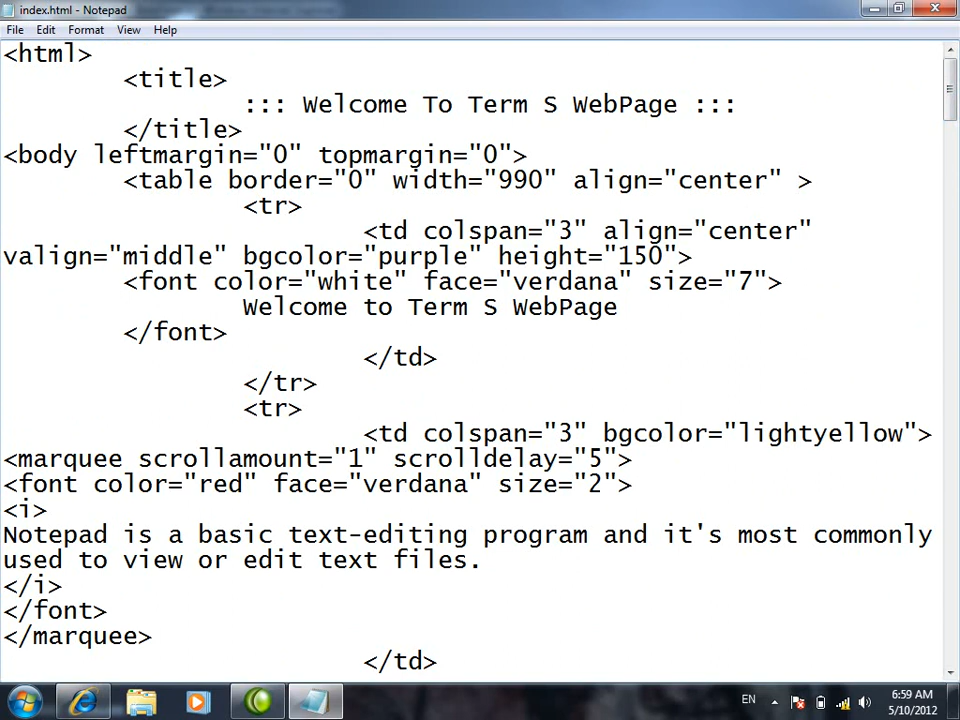 index.html - Notepad
File Edit Format View Help
<html>
<title>
::: Welcome To Term S WebPage :::
</title>
<body leftmargin="0" topmargin="0">
<table border="0" width="990" align="center" >
<tr>
<td colspan="3" align="center"
valign="middle" bgcolor="purple" height="150">
<font color="white" face="verdana" size="7">
Welcome to Term S WebPage
</font>
</td>
</tr>
<tr>
<td colspan="3" bgcolor="lightyellow">
<marquee scrollamount="1" scrolldelay="5">
<font color="red" face="verdana" size="2">
<i>
Notepad is a basic text-editing program and it's most commonly
used to view or edit text files.
</i>
</font>
</marquee>
</td>
EN
6:59 AM
5/10/2012